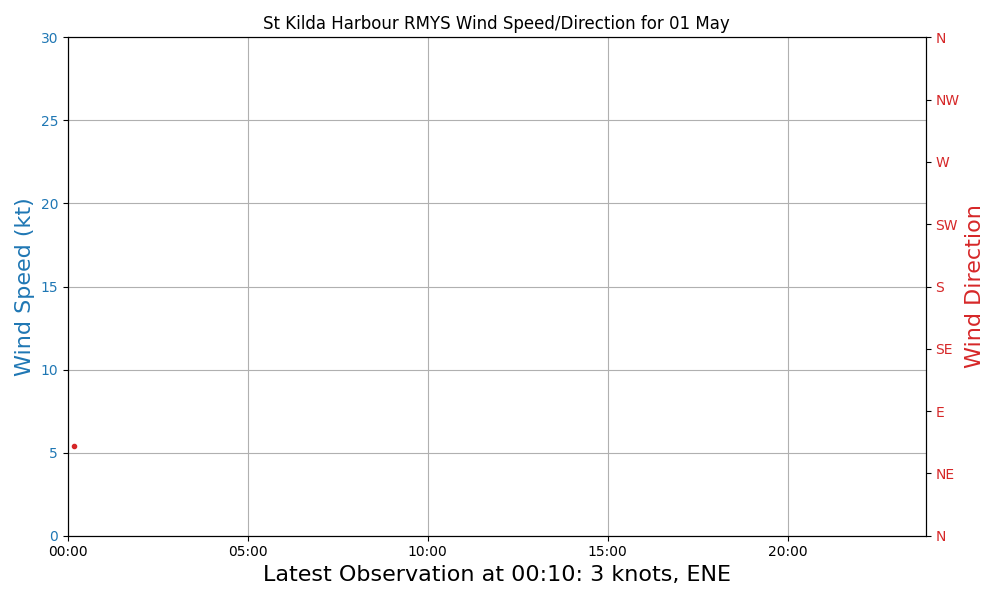 St Kilda Harbour RMYS Wind Speed/Direction for 01 May
30
25
20
15
10
5
0
Wind Speed (kt)
N
NW
W
SW
S
SE
E
NE
N
Wind Direction
00:00 05:00 10:00 15:00 20:00
Latest Observation at 00:10: 3 knots, ENE